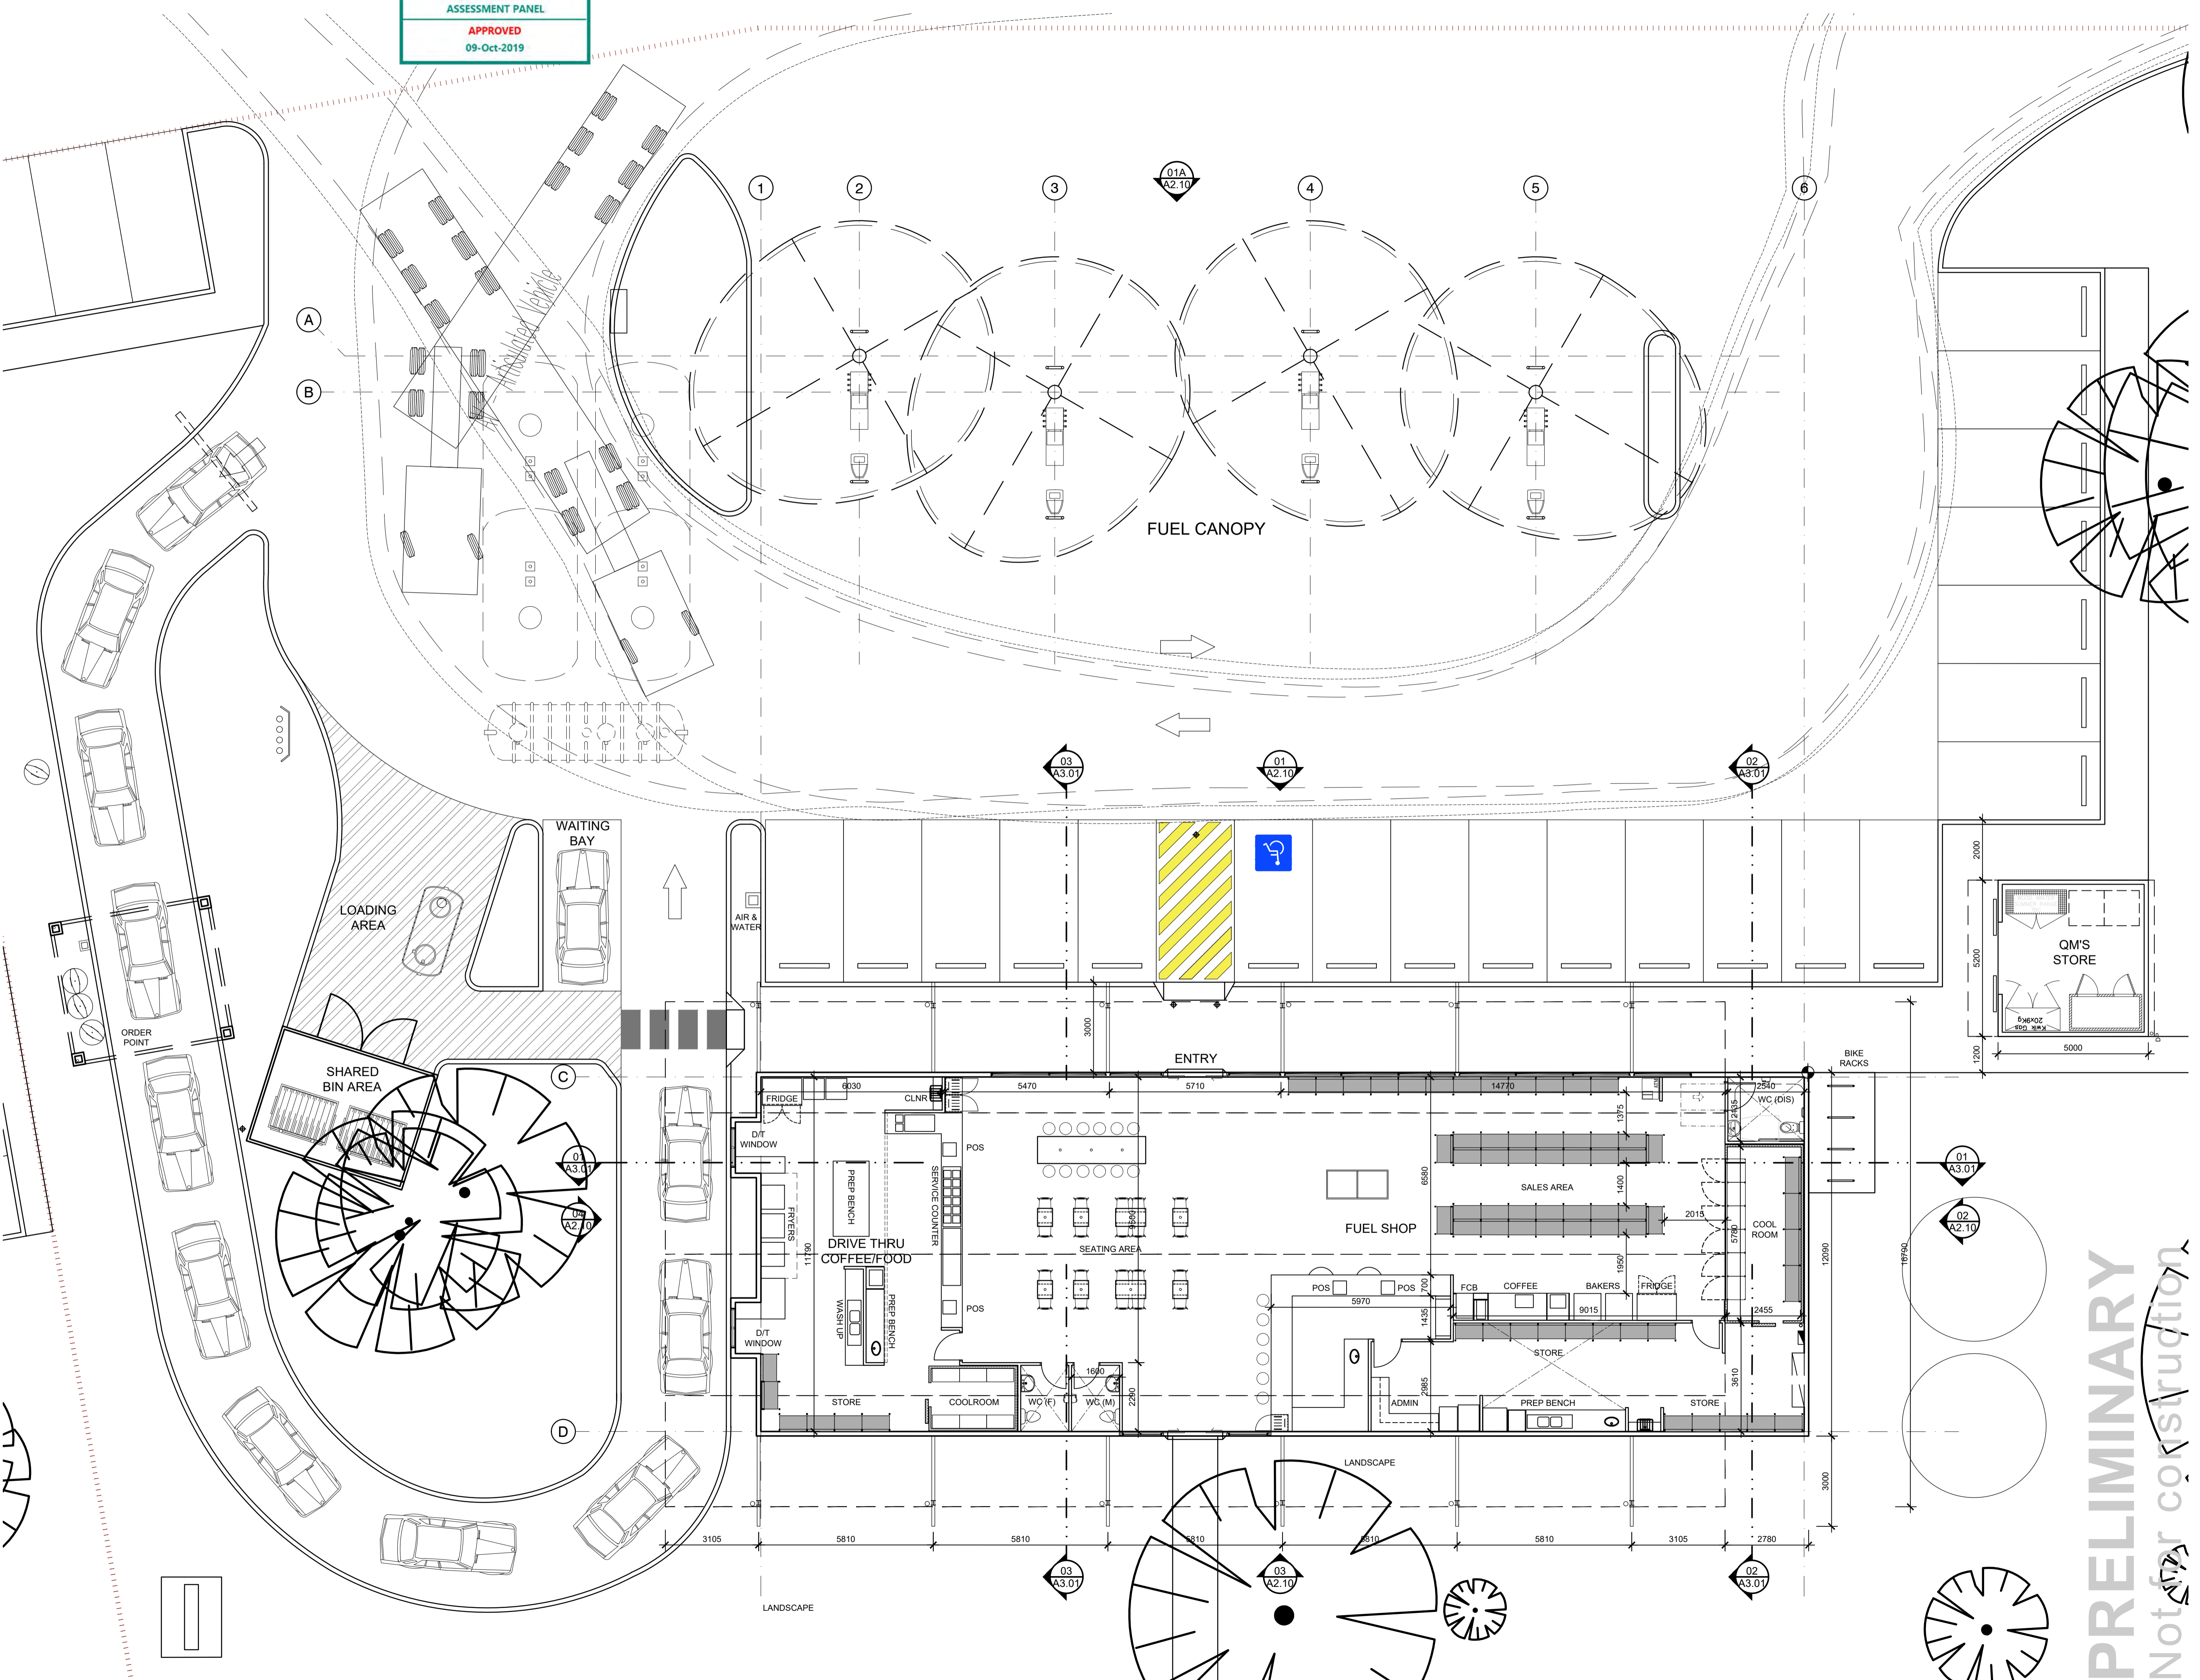 ASSESSMENT PANEL
APPROVED
09-Oct-2019
1
2
3
4
5
6
01A
A2.10
A
B
Articulated Vehicle
FUEL CANOPY
03
A3.01
01
A2.10
02
A3.01
WAITING
BAY
LOADING
AREA
AIR &
WATER
ORDER
POINT
SHARED
BIN AREA
2000
5200
1200
5000
QM'S
STORE
Kwik Gas
20x9Kg
BIKE
RACKS
3000
ENTRY
C
D
6030
5470
5710
14770
2540
FRIDGE
CLNR
WC (DIS)
2135
1375
D/T
WINDOW
POS
01
A3.01
04
A2.10
PREP BENCH
SERVICE COUNTER
FRYERS
6580
1400
SALES AREA
2015
FUEL SHOP
COOL
ROOM
5780
01
A3.01
02
A2.10
DRIVE THRU
COFFEE/FOOD
11790
9500
SEATING AREA
1950
12090
16790
WASH UP
PREP BENCH
POS
POS
POS
5970
700
1435
FCB
COFFEE
BAKERS
FRIDGE
9015
2455
D/T
WINDOW
STORE
1600
2290
2985
3610
STORE
COOLROOM
WC (F)
WC (M)
ADMIN
PREP BENCH
STORE
LANDSCAPE
3000
3105
5810
5810
5810
5810
5810
3105
2780
03
A3.01
03
A2.10
02
A3.01
LANDSCAPE
PRELIMINARY
Not for construction